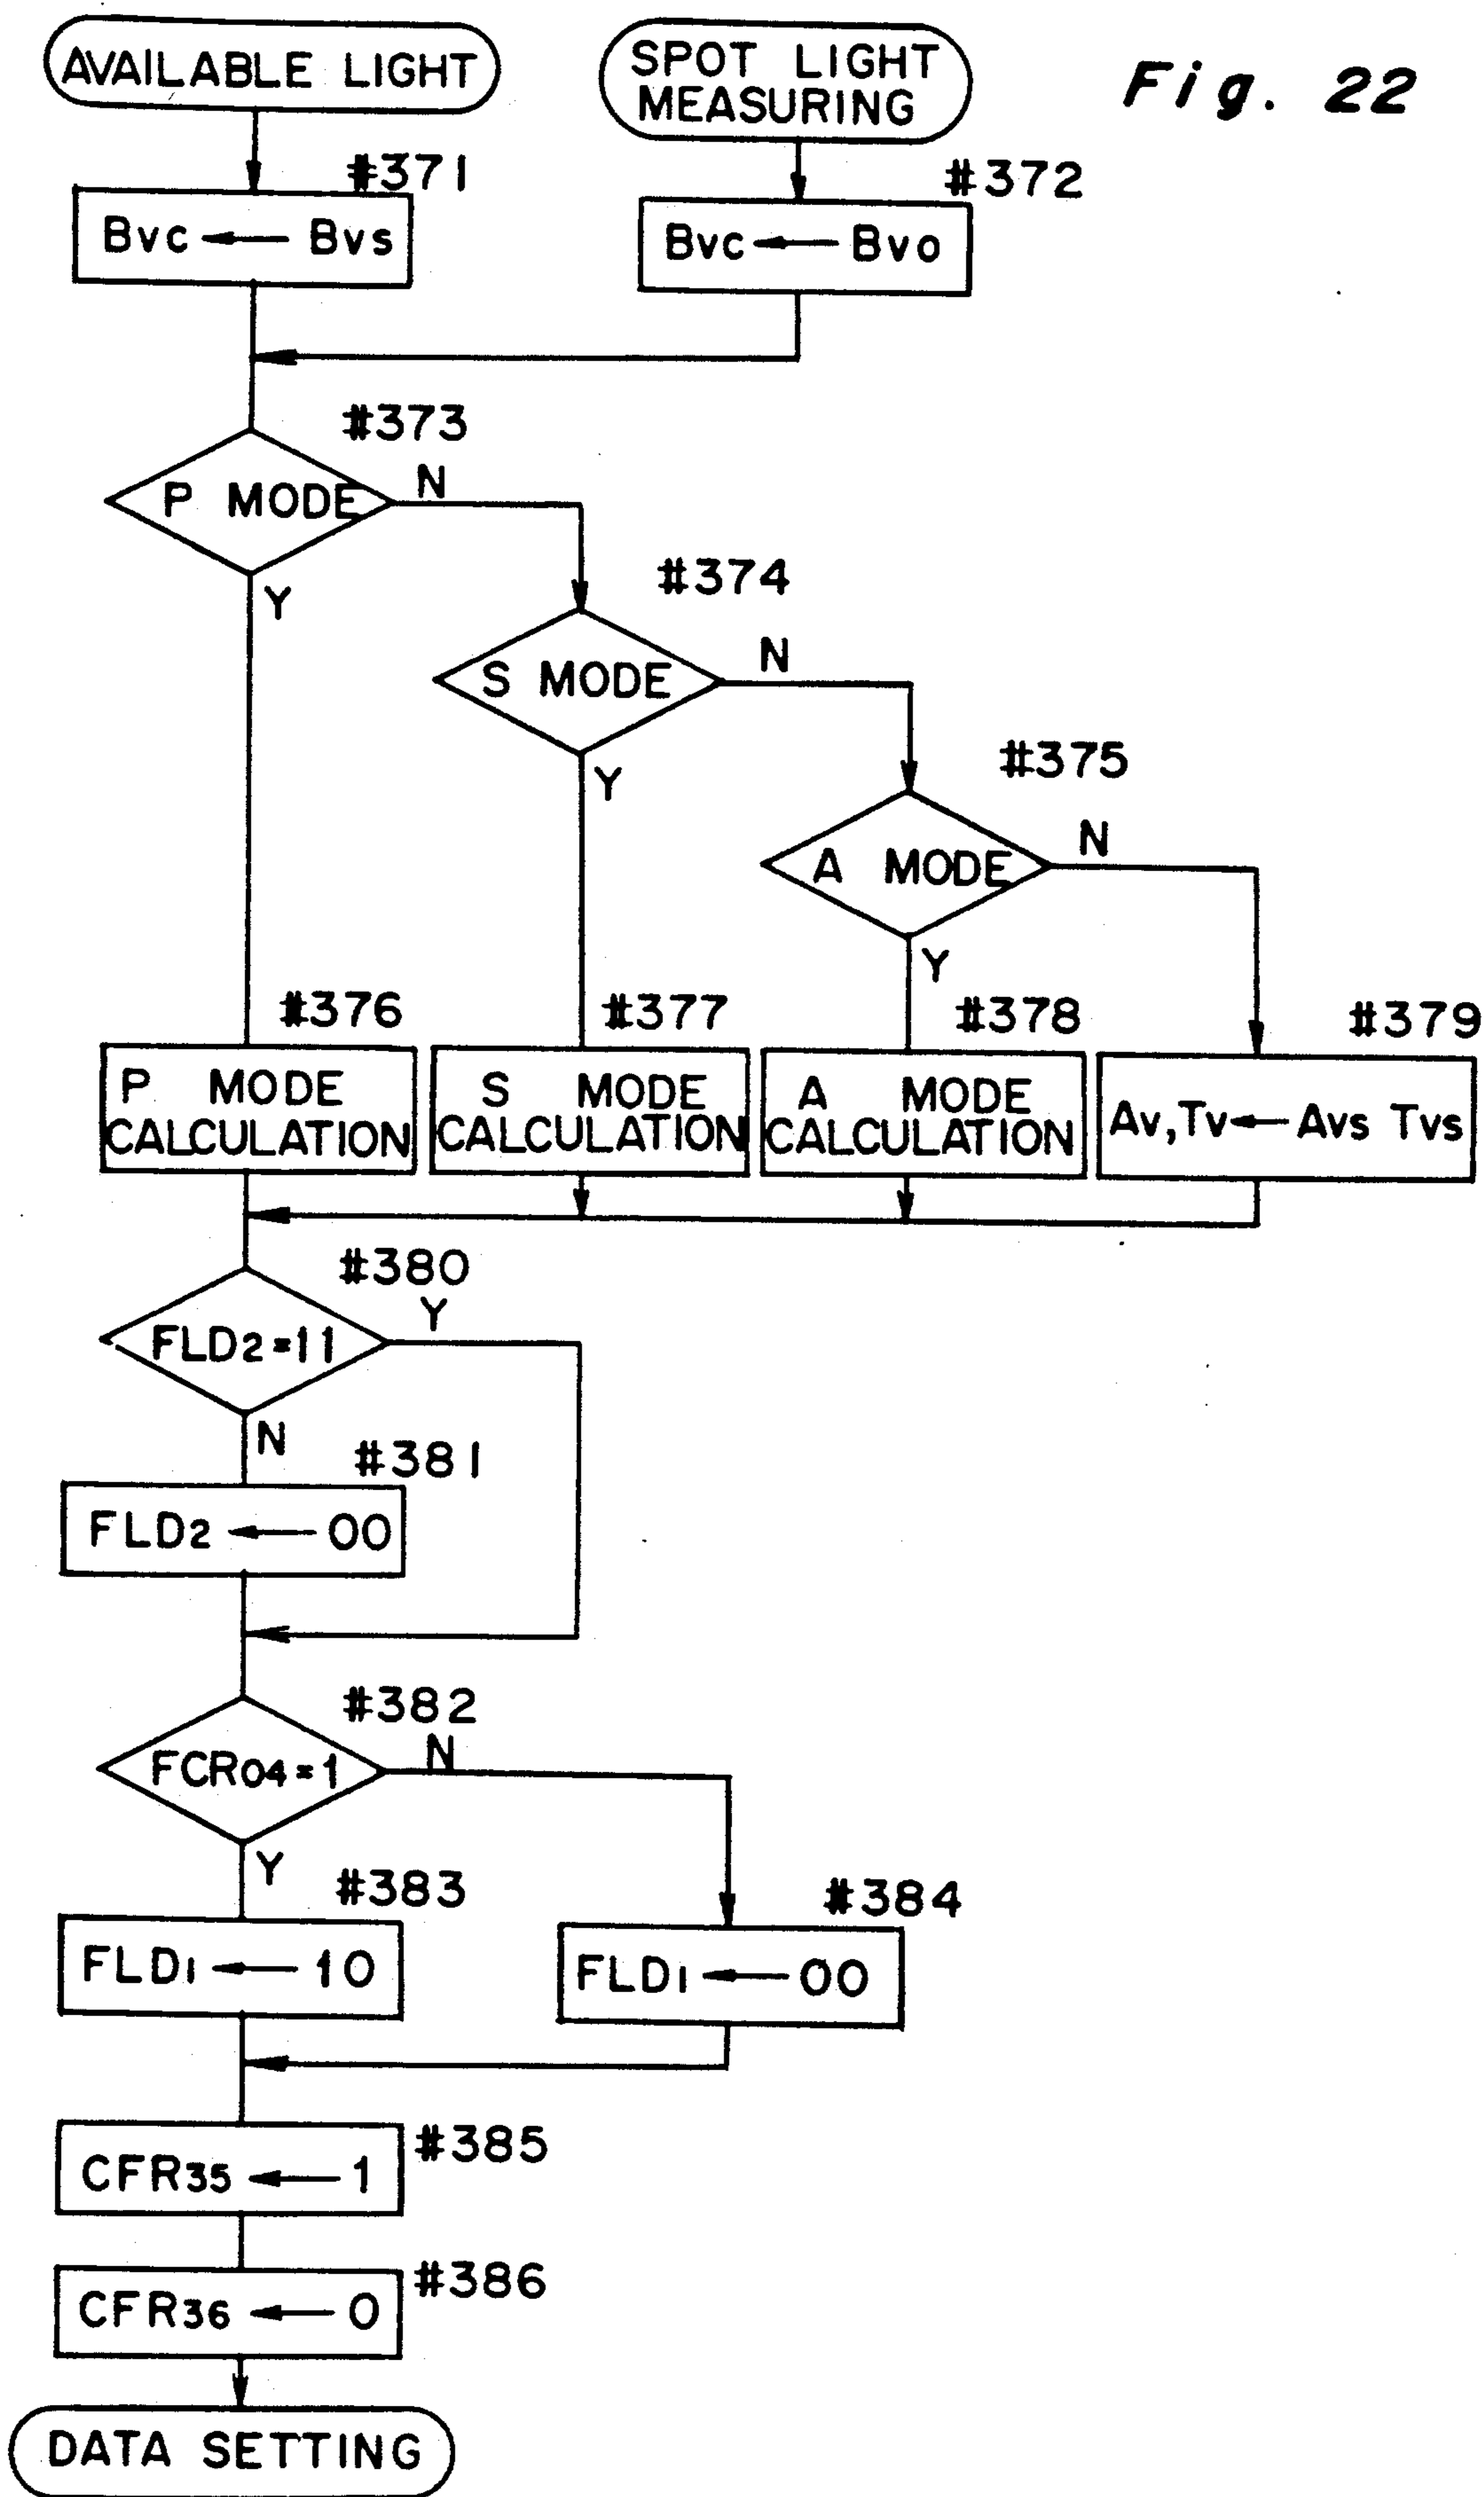 AVAILABLE LIGHT
SPOT LIGHT
MEASURING
Fig. 22
#371
Bvc ← Bvs
#372
Bvc ← Bvo
#373
P MODE
N
Y
#374
S MODE
N
Y
#375
A MODE
N
Y
#376
P MODE
CALCULATION
#377
S MODE
CALCULATION
#378
A MODE
CALCULATION
#379
Av,Tv ← Avs Tvs
#380
FLD2=11
Y
N
#381
FLD2 ← 00
#382
FCR04=1
N
Y
#383
FLD1 ← 10
#384
FLD1 ← 00
#385
CFR35 ← 1
#386
CFR36 ← 0
DATA SETTING